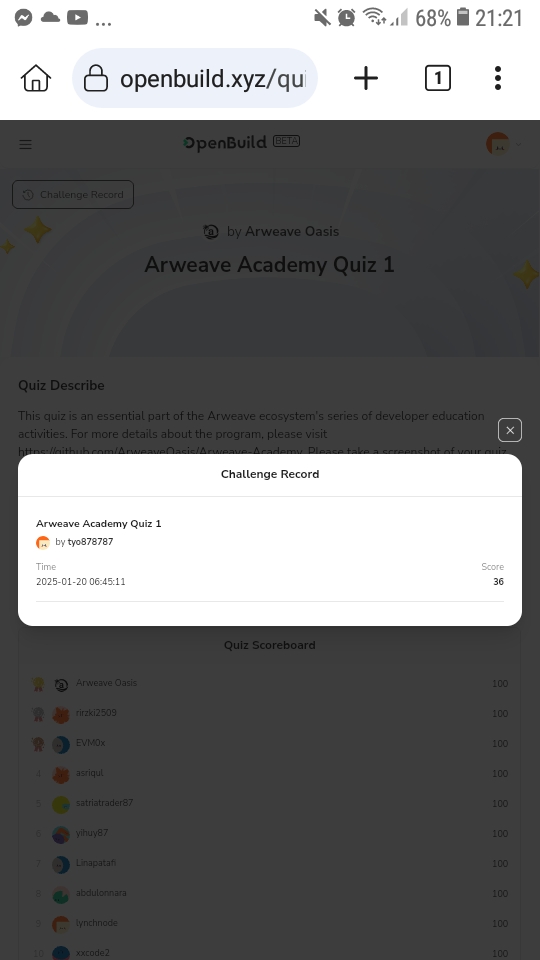 ... 68% 21:21
openbuild.xyz/qui
1
OpenBuild BETA
Challenge Record
by Arweave Oasis
Arweave Academy Quiz 1
Quiz Describe
This quiz is an essential part of the Arweave ecosystem's series of developer education
activities. For more details about the program, please visit
https://github.com/ArweaveOasis/Arweave-Academy. Please take a screenshot of your quiz
Challenge Record
Arweave Academy Quiz 1
by tyo878787
Time Score
2025-01-20 06:45:11 36
Quiz Scoreboard
Arweave Oasis 100
rirzki2509 100
EVM0x 100
4 asriqul 100
5 satriatrader87 100
6 yihuy87 100
7 Linapatafi 100
8 abdulonnara 100
9 lynchnode 100
10 xxcode2 100